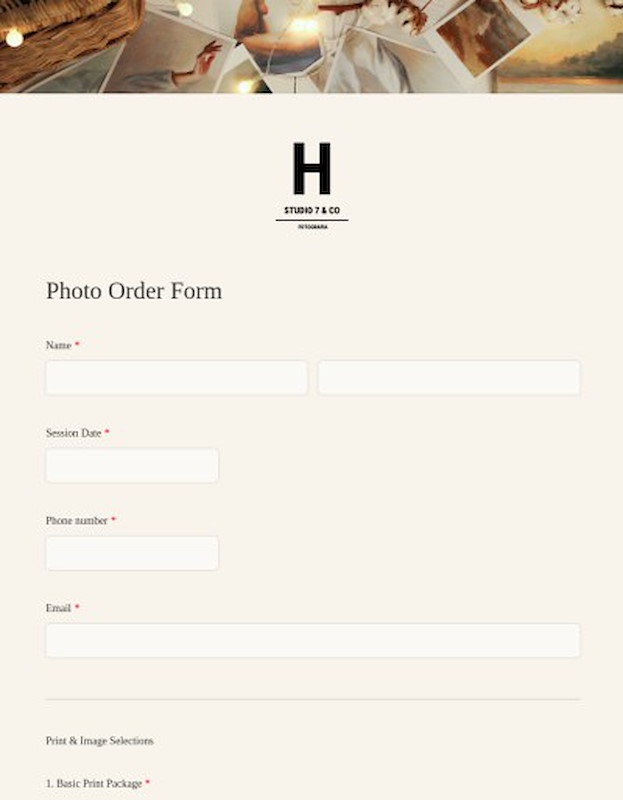 H
STUDIO 7 & CO
FOTOGRAFIA
Photo Order Form
Name *
Session Date *
Phone number *
Email *
Print & Image Selections
1. Basic Print Package *